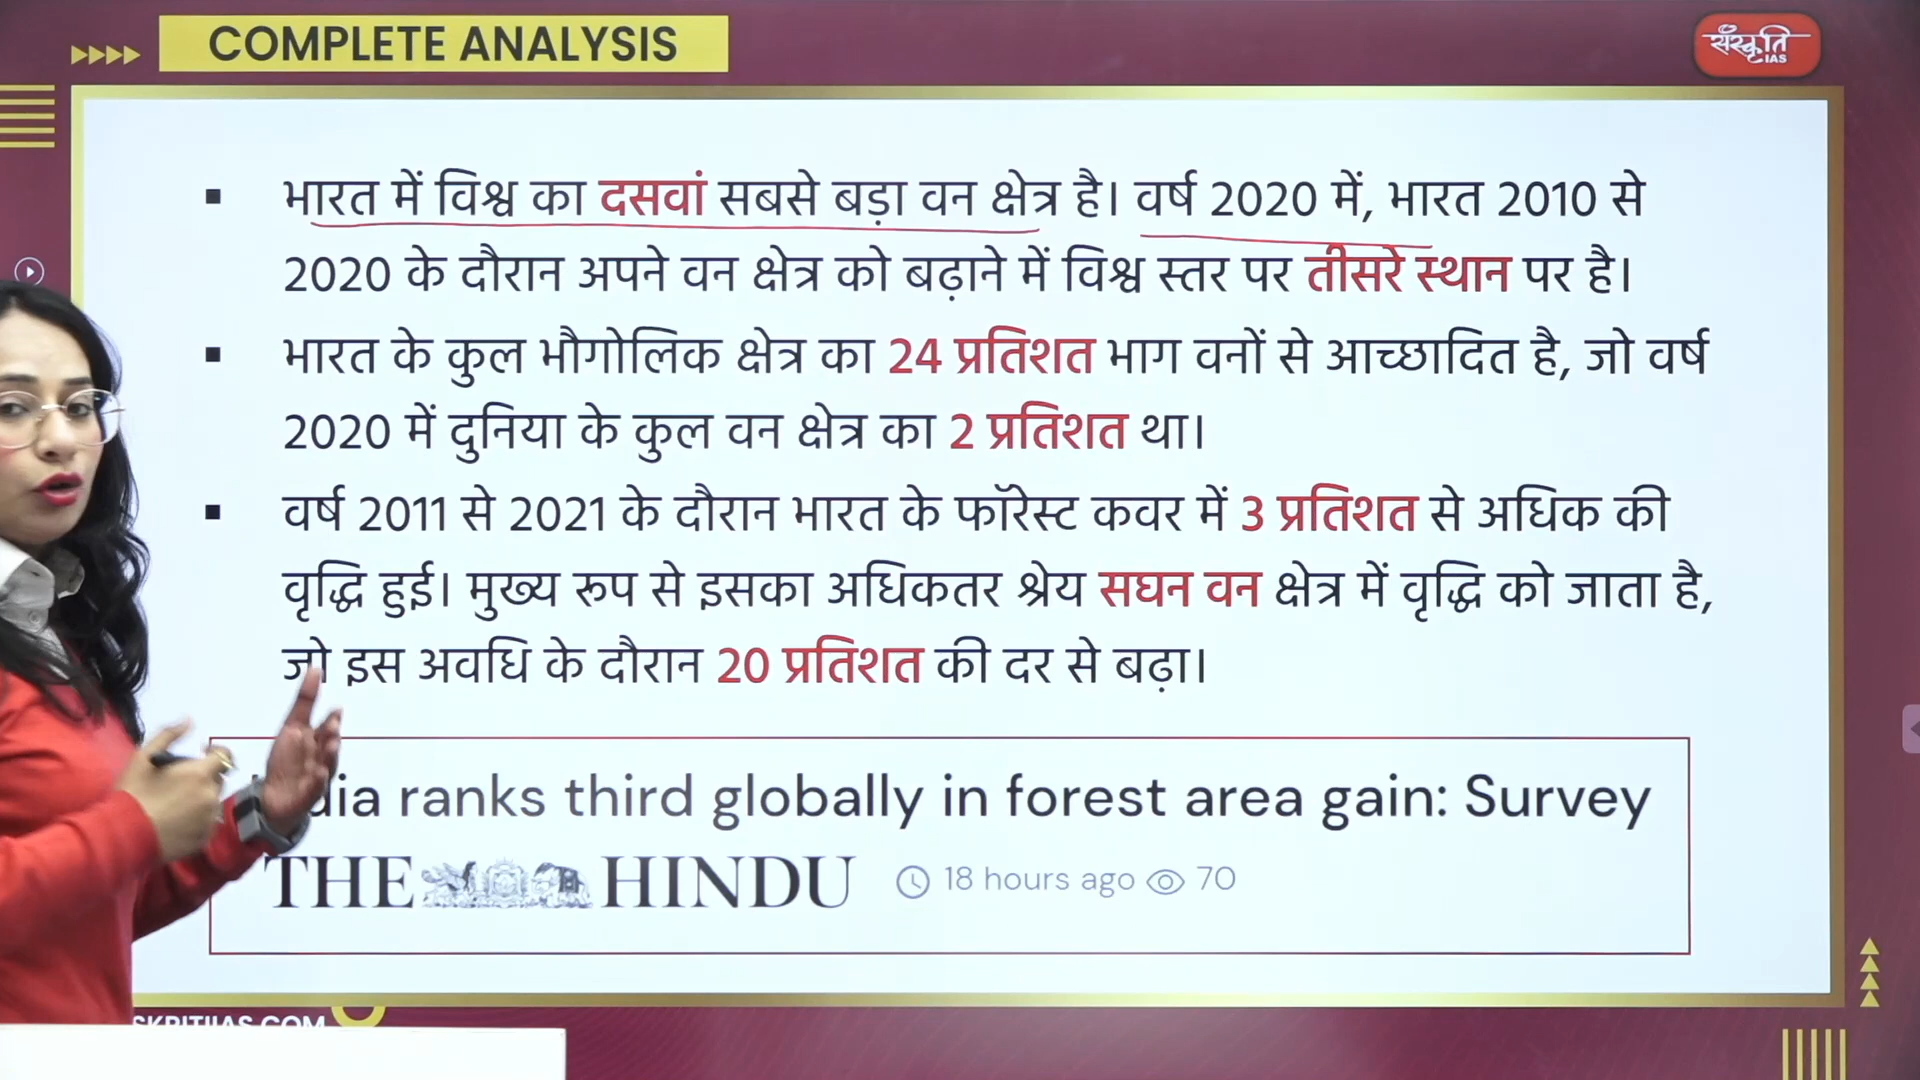 COMPLETE ANALYSIS
संस्कृति
IAS
भारत में विश्व का दसवां सबसे बड़ा वन क्षेत्र है। वर्ष 2020 में, भारत 2010 से
2020 के दौरान अपने वन क्षेत्र को बढ़ाने में विश्व स्तर पर तीसरे स्थान पर है।
भारत के कुल भौगोलिक क्षेत्र का 24 प्रतिशत भाग वनों से आच्छादित है, जो वर्ष
2020 में दुनिया के कुल वन क्षेत्र का 2 प्रतिशत था।
वर्ष 2011 से 2021 के दौरान भारत के फॉरेस्ट कवर में 3 प्रतिशत से अधिक की
वृद्धि हुई। मुख्य रूप से इसका अधिकतर श्रेय सघन वन क्षेत्र में वृद्धि को जाता है,
जो इस अवधि के दौरान 20 प्रतिशत की दर से बढ़ा।
ranks third globally in forest area gain: Survey
THE HINDU 18 hours ago 70